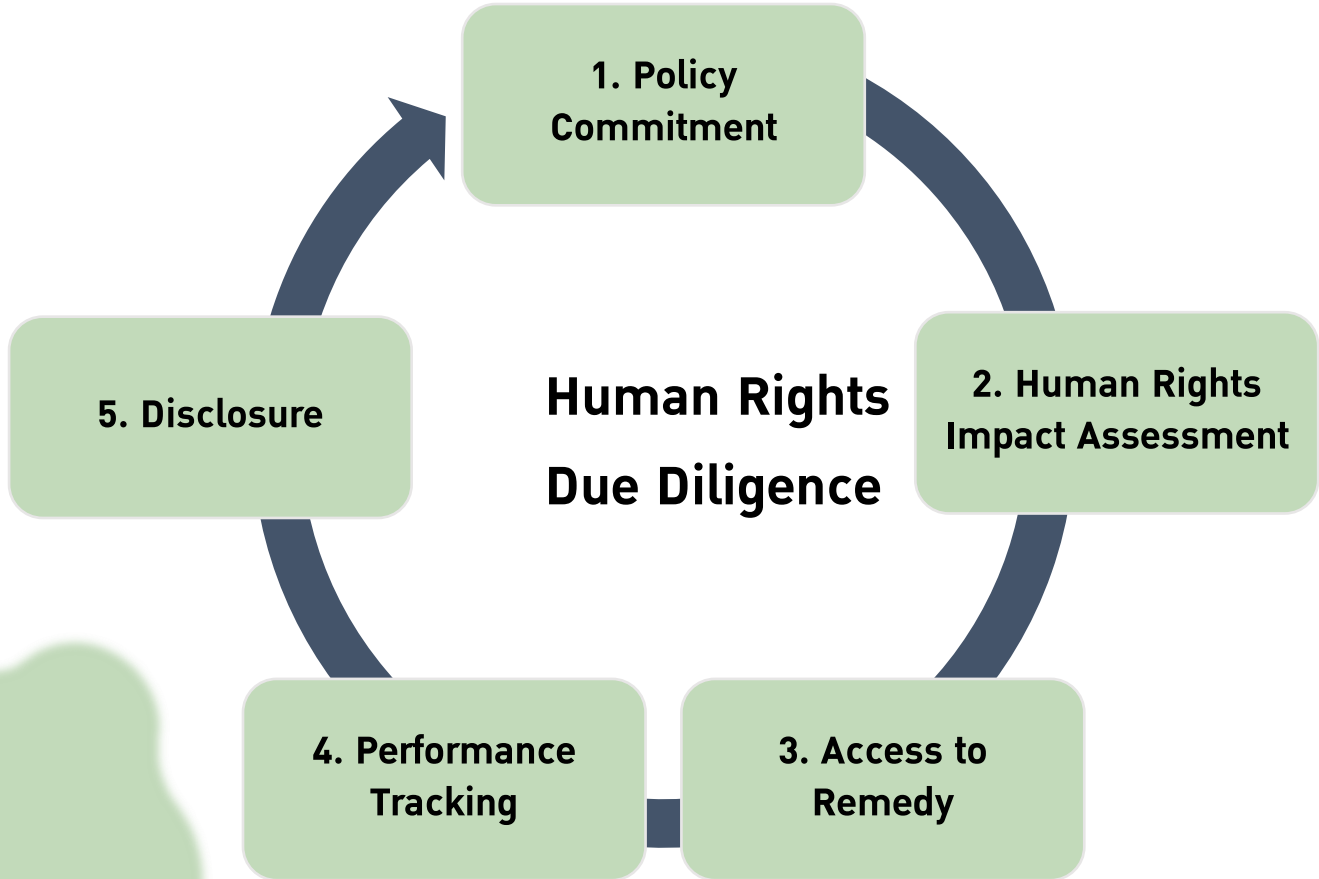 1. Policy
Commitment
2. Human Rights
Impact Assessment
3. Access to
Remedy
4. Performance
Tracking
5. Disclosure
Human Rights
Due Diligence